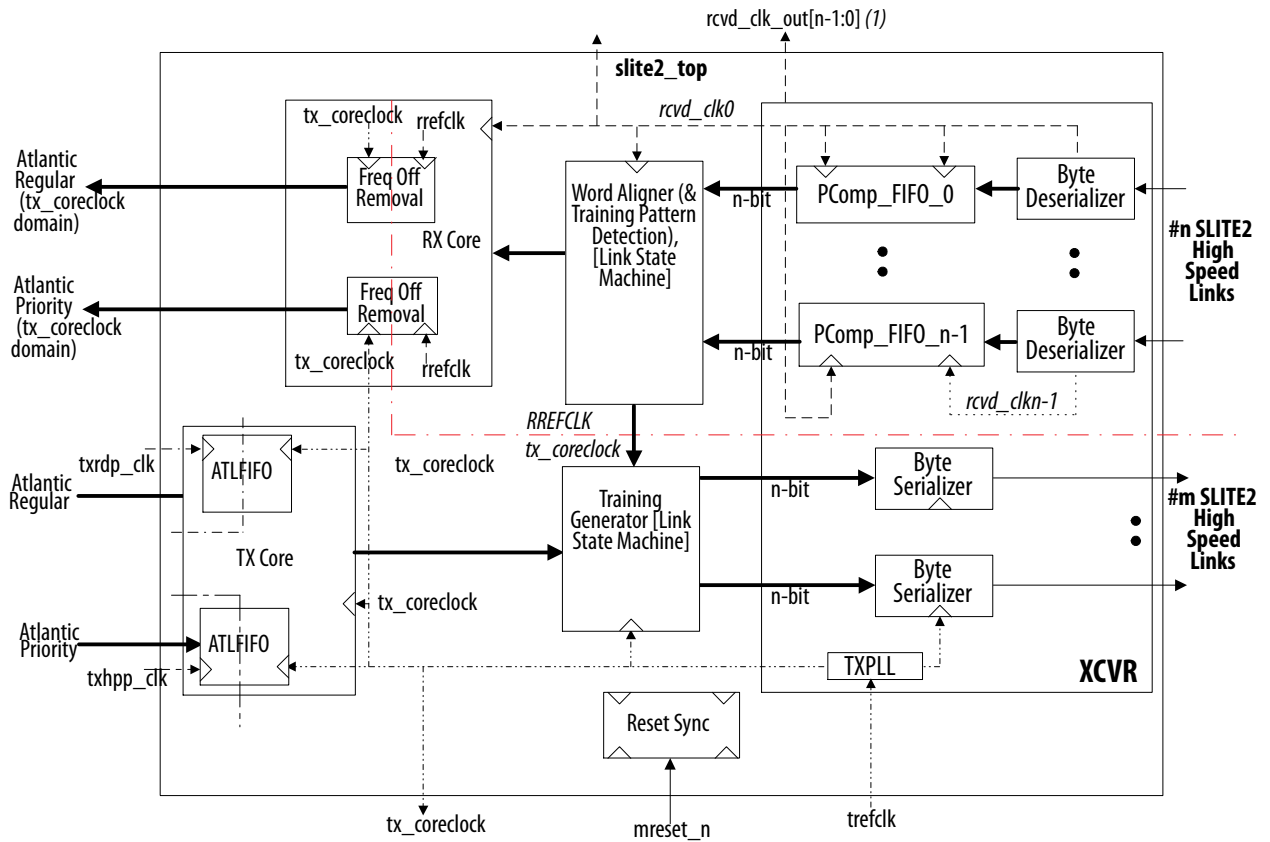 rcvd_clk_out[n-1:0] (1)
slite2_top
tx_coreclock
rrefclk
rcvd_clk0
Atlantic
Regular
(tx_coreclock
domain)
Freq Off
Removal
RX Core
Word Aligner (&
Training Pattern
Detection),
[Link State
Machine]
n-bit
PComp_FIFO_0
Byte
Deserializer
#n SLITE2
High
Speed
Links
Atlantic
Priority
(tx_coreclock
domain)
Freq Off
Removal
tx_coreclock
rrefclk
n-bit
PComp_FIFO_n-1
Byte
Deserializer
rcvd_clkn-1
RREFCLK
tx_coreclock
tx_coreclock
txrdp_clk
Atlantic
Regular
ATLFIFO
TX Core
Training
Generator [Link
State Machine]
n-bit
Byte
Serializer
#m SLITE2
High
Speed
Links
n-bit
Byte
Serializer
tx_coreclock
Atlantic
Priority
txhpp_clk
ATLFIFO
TXPLL
XCVR
Reset Sync
tx_coreclock
mreset_n
trefclk